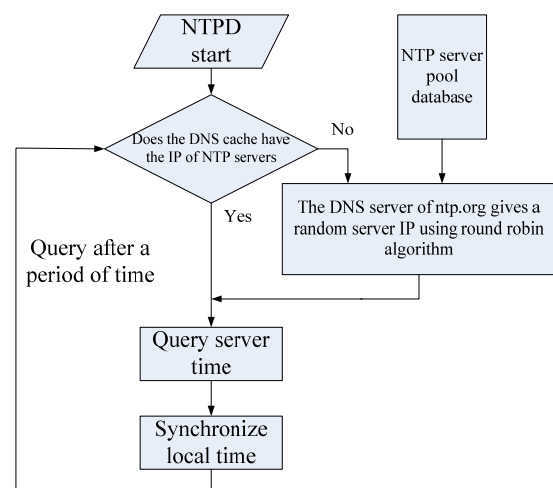 NTPD
start
NTP server
pool
database
Does the DNS cache have
the IP of NTP servers
No
Yes
The DNS server of ntp.org gives a
random server IP using round robin
algorithm
Query after a
period of time
Query server
time
Synchronize
local time